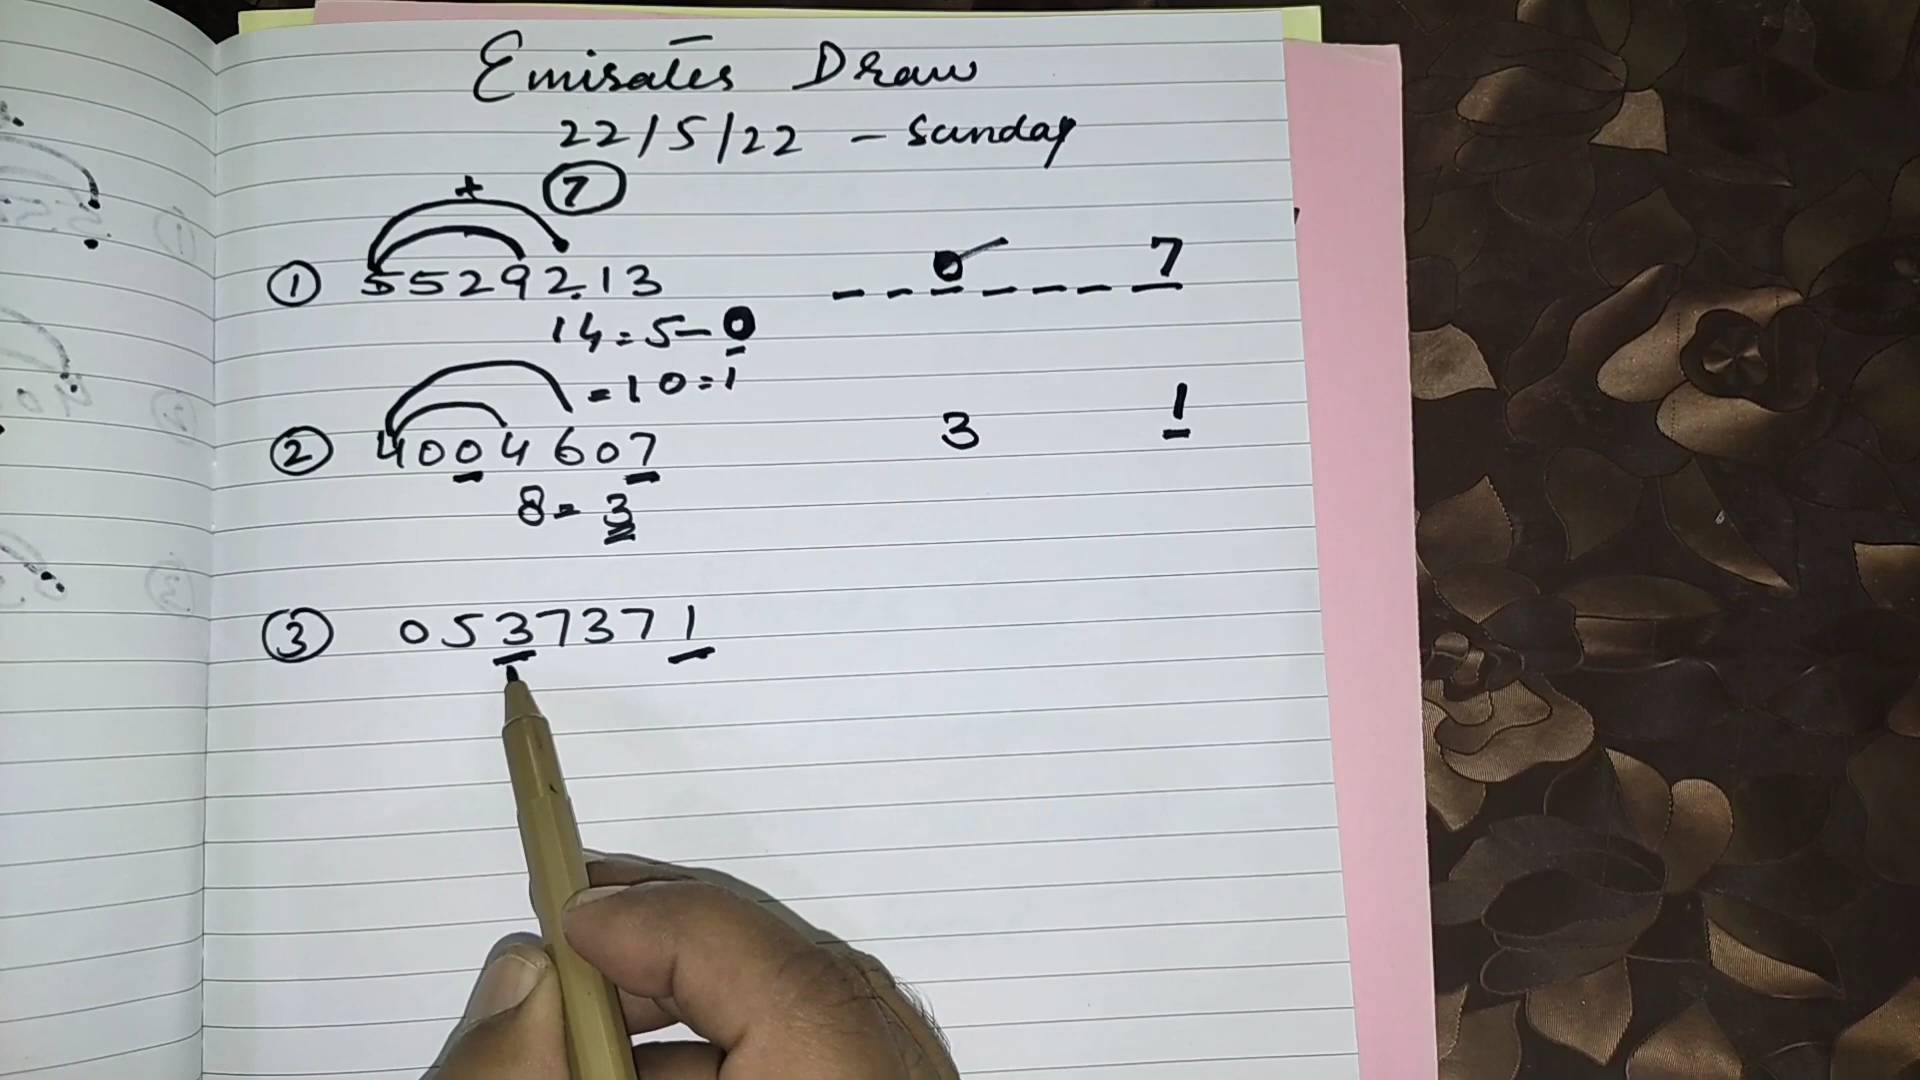 Emirates Draw
22/5/22 - Sunday
+ 7
① 5529213 0 7
14=5-0
=10=1
② 4004607 3 1
8=3
③ 0537371